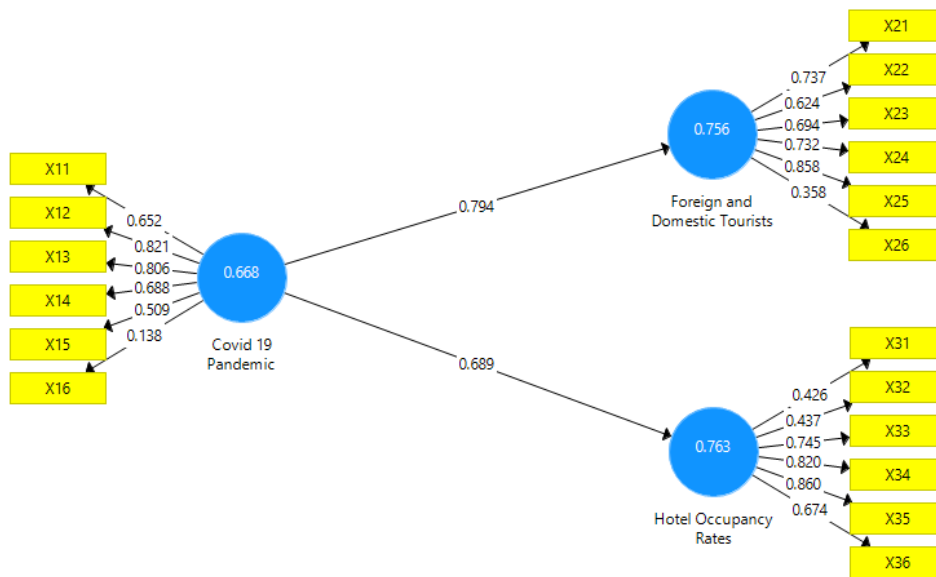 X11
X12
X13
X14
X15
X16
0.652
0.821
0.806
0.688
0.509
0.138
0.668
Covid 19
Pandemic
0.794
0.689
0.756
Foreign and
Domestic Tourists
0.737
0.624
0.694
0.732
0.858
0.358
X21
X22
X23
X24
X25
X26
0.763
Hotel Occupancy
Rates
0.426
0.437
0.745
0.820
0.860
0.674
X31
X32
X33
X34
X35
X36